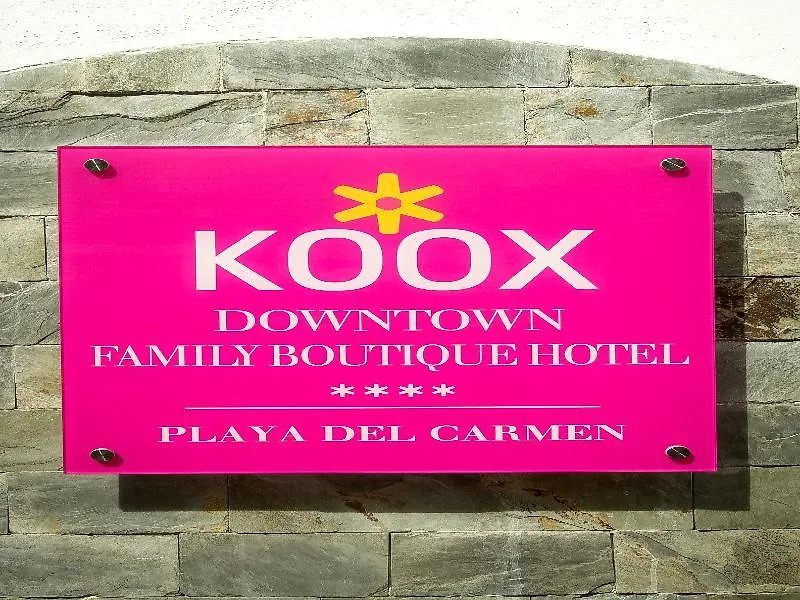 KOOX
DOWNTOWN
FAMILY BOUTIQUE HOTEL
****
PLAYA DEL CARMEN